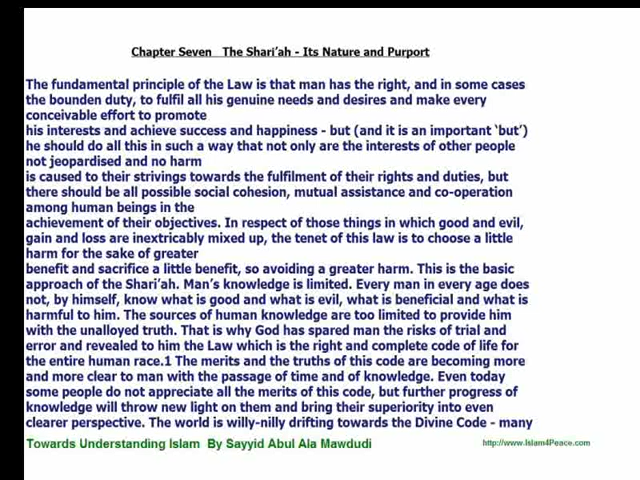 Chapter Seven   The Shari’ah - Its Nature and Purport
The fundamental principle of the Law is that man has the right, and in some cases
the bounden duty, to fulfil all his genuine needs and desires and make every
conceivable effort to promote
his interests and achieve success and happiness - but (and it is an important ‘but’)
he should do all this in such a way that not only are the interests of other people
not jeopardised and no harm
is caused to their strivings towards the fulfilment of their rights and duties, but
there should be all possible social cohesion, mutual assistance and co-operation
among human beings in the
achievement of their objectives. In respect of those things in which good and evil,
gain and loss are inextricably mixed up, the tenet of this law is to choose a little
harm for the sake of greater
benefit and sacrifice a little benefit, so avoiding a greater harm. This is the basic
approach of the Shari’ah. Man’s knowledge is limited. Every man in every age does
not, by himself, know what is good and what is evil, what is beneficial and what is
harmful to him. The sources of human knowledge are too limited to provide him
with the unalloyed truth. That is why God has spared man the risks of trial and
error and revealed to him the Law which is the right and complete code of life for
the entire human race.1 The merits and the truths of this code are becoming more
and more clear to man with the passage of time and of knowledge. Even today
some people do not appreciate all the merits of this code, but further progress of
knowledge will throw new light on them and bring their superiority into even
clearer perspective. The world is willy-nilly drifting towards the Divine Code - many
Towards Understanding Islam  By Sayyid Abul Ala Mawdudi
http://www.Islam4Peace.com